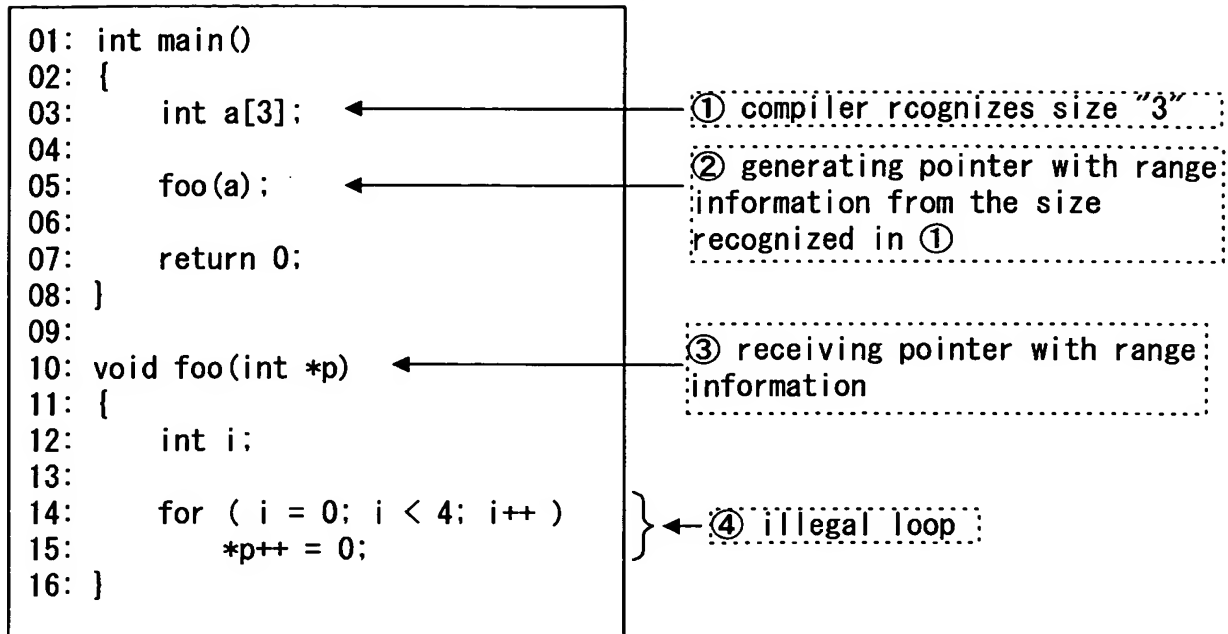 01: int main()
02: {
03: int a[3];
04:
05: foo(a);
06:
07: return 0;
08: }
09:
10: void foo(int *p)
11: {
12: int i;
13:
14: for ( i = 0; i < 4; i++ )
15: *p++ = 0;
16: }
① compiler rcognizes size "3"
② generating pointer with range
information from the size
recognized in ①
③ receiving pointer with range
information
④ illegal loop